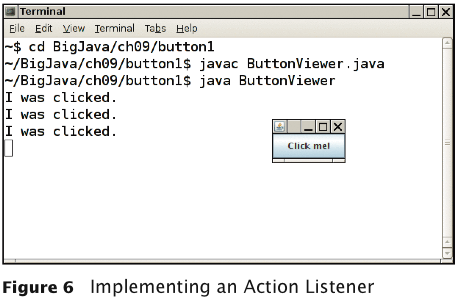 Terminal
File Edit View Terminal Tabs Help
~$ cd BigJava/ch09/button1
~/BigJava/ch09/button1$ javac ButtonViewer.java
~/BigJava/ch09/button1$ java ButtonViewer
I was clicked.
I was clicked.
I was clicked.
Click me!
Figure 6 Implementing an Action Listener